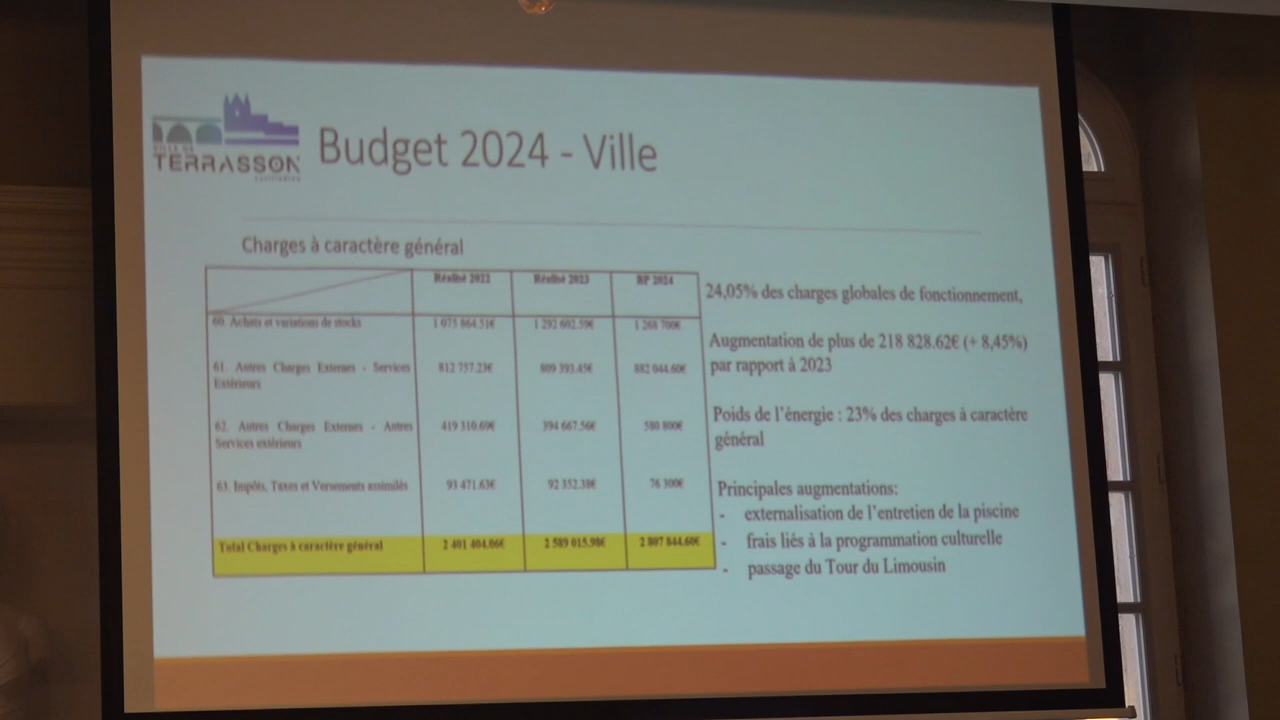 VILLE DE
TERRASSON
Budget 2024 - Ville
Charges à caractère général
Réalisé 2022 Réalisé 2023 BP 2024
60. Achats et variations de stocks 1 075 864.51€ 1 292 602.59€ 1 268 700€
61. Autres Charges Externes - Services
Extérieurs
812 757.23€ 809 393.45€ 882 044.60€
62. Autres Charges Externes - Autres
Services extérieurs
419 310.69€ 394 667.56€ 580 800€
63. Impôts, Taxes et Versements assimilés 93 471.63€ 92 352.38€ 76 300€
Total Charges à caractère général 2 401 404.06€ 2 589 015.98€ 2 807 844.60€
24,05% des charges globales de fonctionnement,
Augmentation de plus de 218 828.62€ (+ 8,45%)
par rapport à 2023
Poids de l'énergie : 23% des charges à caractère
général
Principales augmentations:
- externalisation de l'entretien de la piscine
- frais liés à la programmation culturelle
- passage du Tour du Limousin